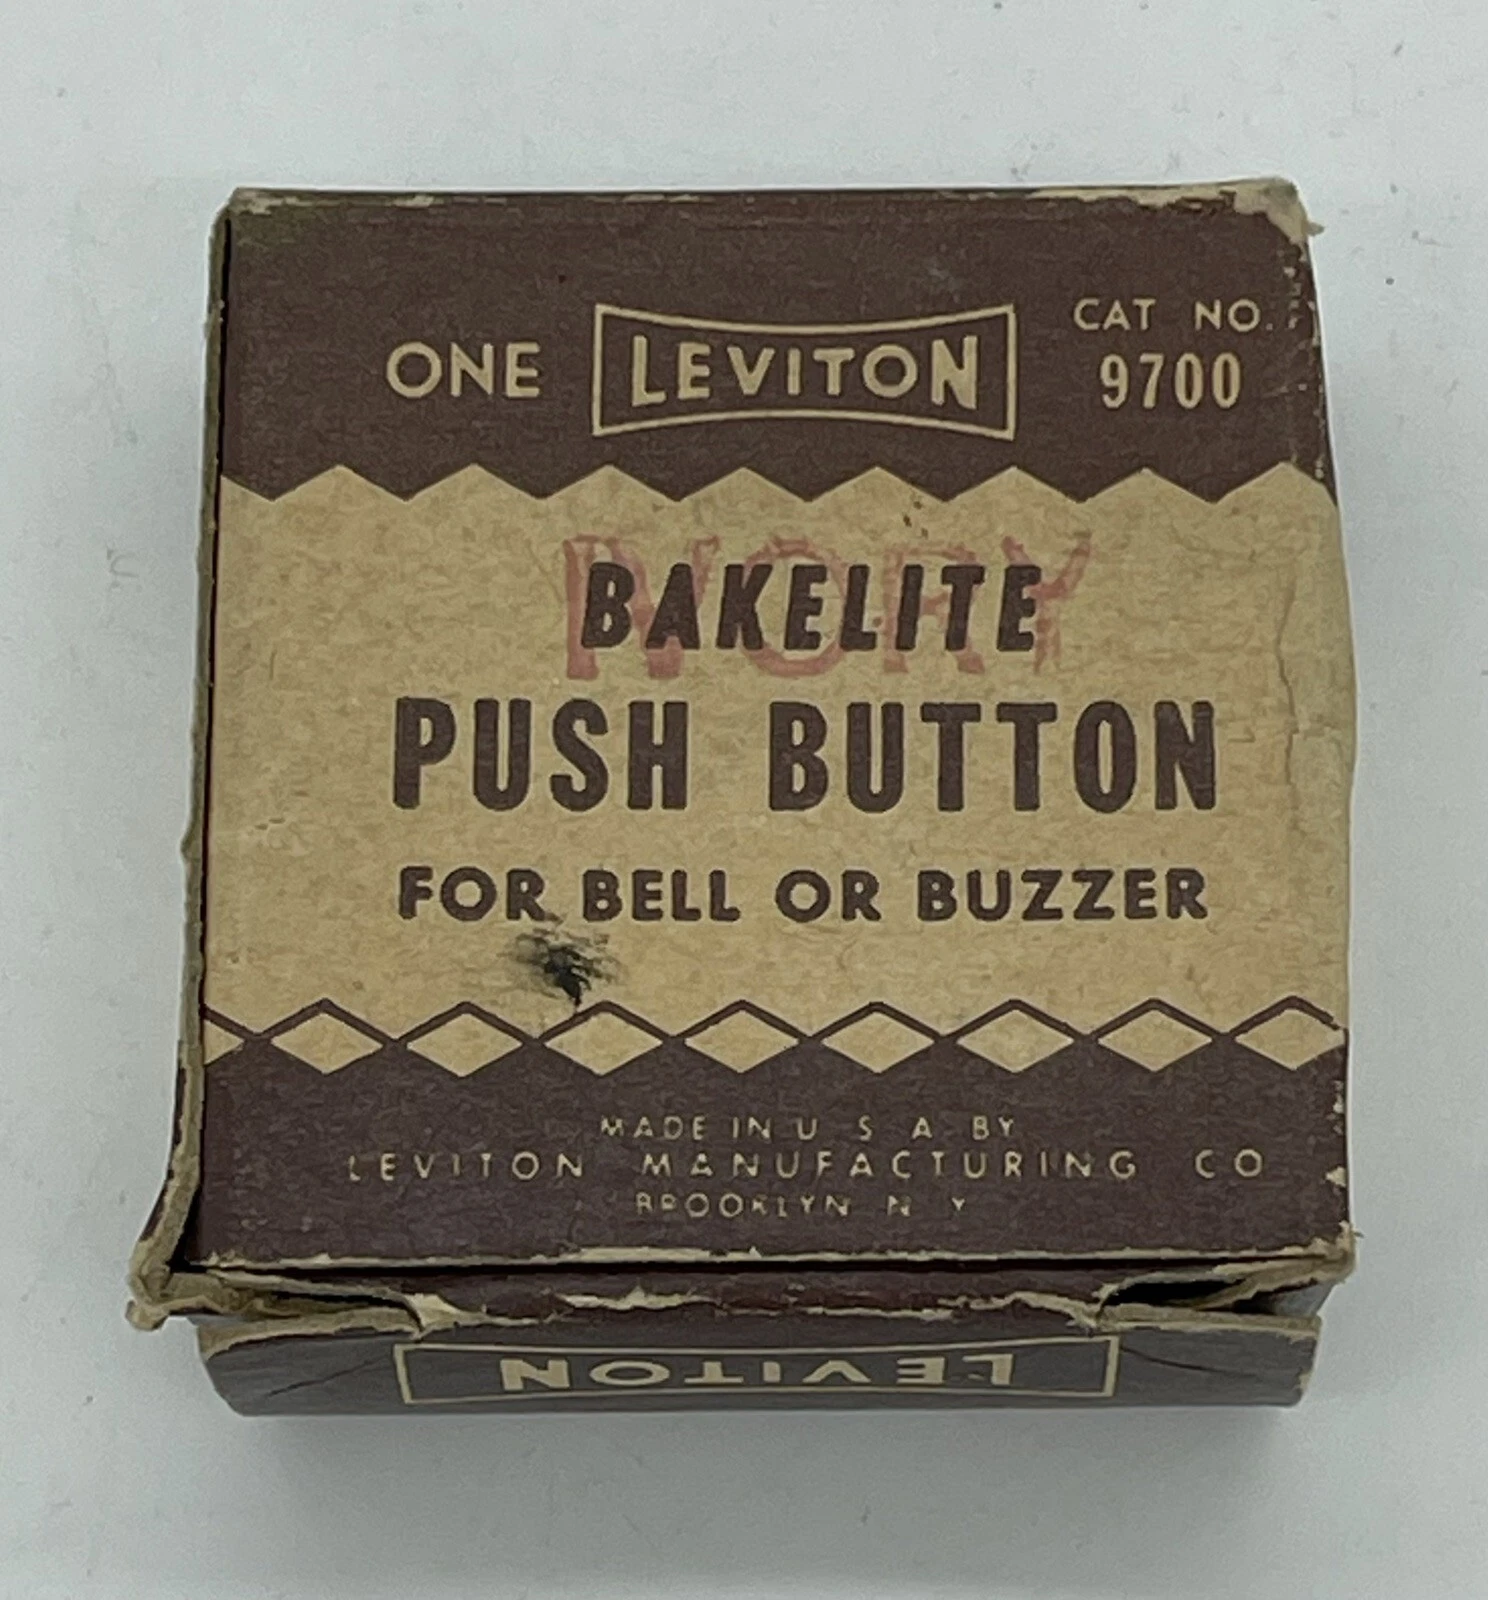 ONE LEVITON CAT NO.
9700
IVORY
BAKELITE
PUSH BUTTON
FOR BELL OR BUZZER
MADE IN U S A BY
LEVITON MANUFACTURING CO
BROOKLYN N Y
LEVITON